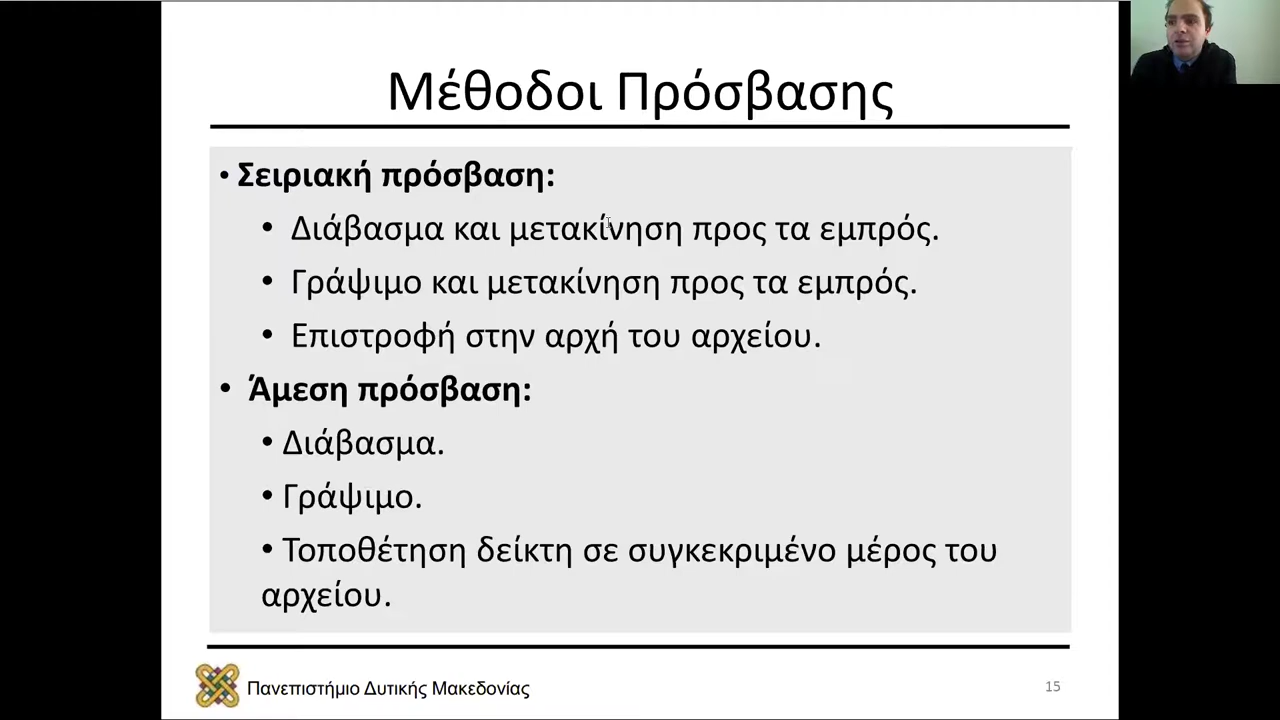 Μέθοδοι Πρόσβασης
• Σειριακή πρόσβαση:
• Διάβασμα και μετακίνηση προς τα εμπρός.
• Γράψιμο και μετακίνηση προς τα εμπρός.
• Επιστροφή στην αρχή του αρχείου.
• Άμεση πρόσβαση:
• Διάβασμα.
• Γράψιμο.
• Τοποθέτηση δείκτη σε συγκεκριμένο μέρος του
αρχείου.
Πανεπιστήμιο Δυτικής Μακεδονίας
15